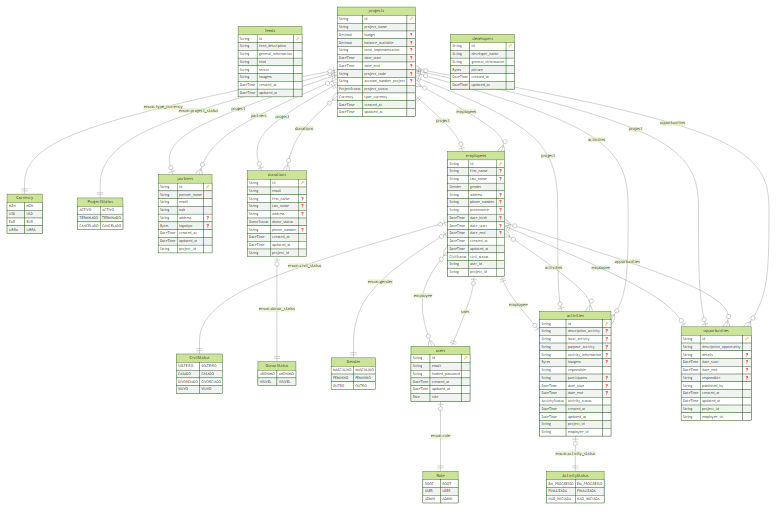 projects
String id
String project_name
Decimal budget ?
Decimal balance_available ?
String local_implementation ?
DateTime date_start ?
DateTime date_end ?
String project_code ?
String account_number_project ?
ProjectStatus project_status
Currency type_currency
DateTime created_at
DateTime updated_at
feeds
String id
String feed_description
String general_information
String kind
String
String images
DateTime created_at
DateTime updated_at
developers
String id
String developer_name
String general_information
Bytes picture
DateTime created_at
DateTime updated_at
enum:type_currency
enum:project_status
project
partners
project
donations
project
employees
project
activities
project
opportunities
employees
String id
String first_name ?
String last_name ?
Gender gender
String address ?
String phone_number ?
String ?
DateTime date_birth ?
DateTime date_start ?
DateTime date_end ?
DateTime created_at
DateTime updated_at
CivilStatus civil_status
String user_id
String project_id
partners
String id
String partner_name
String email
String
String address ?
Bytes logotipo ?
DateTime created_at
DateTime updated_at
String project_id
donations
String id
String email
String first_name ?
String last_name ?
String address ?
DonorStatus donor_status
String phone_number ?
DateTime created_at
DateTime updated_at
String project_id
Currency
AOA AOA
USD USD
EUR EUR
LIBRA LIBRA
ProjectStatus
ACTIVO ACTIVO
TERMINADO TERMINADO
CANCELADO CANCELADO
enum:civil_status
enum:donor_status
enum:gender
employee
user
employee
activities
employee
opportunities
CivilStatus
SOLTEIRO SOLTEIRO
CASADO CASADO
DIVORCIADO DIVORCIADO
VIUVO VIUVO
DonorStatus
ANONIMO ANONIMO
VISIVEL VISIVEL
Gender
MASCULINO MASCULINO
FEMININO FEMININO
OUTRO OUTRO
users
String id
String email
String hashed_password
DateTime created_at
DateTime updated_at
Role role
activities
String id
String description_activity ?
String local_activity ?
String purpose_activity ?
String activity_information ?
Bytes images ?
String responsible
String participants ?
DateTime date_start ?
DateTime date_end ?
ActivityStatus activity_status
DateTime created_at
DateTime updated_at
String project_id
String employee_id
opportunities
String id
String description_opportunity
String details ?
DateTime date_start ?
DateTime date_end ?
String responsible ?
String published_by
DateTime created_at
DateTime updated_at
String project_id
String employee_id
enum:role
enum:activity_status
Role
ROOT ROOT
USER USER
ADMIN ADMIN
ActivityStatus
Em_PROGRESSO Em_PROGRESSO
FINALIZADA FINALIZADA
NAO_INICIADA NAO_INICIADA